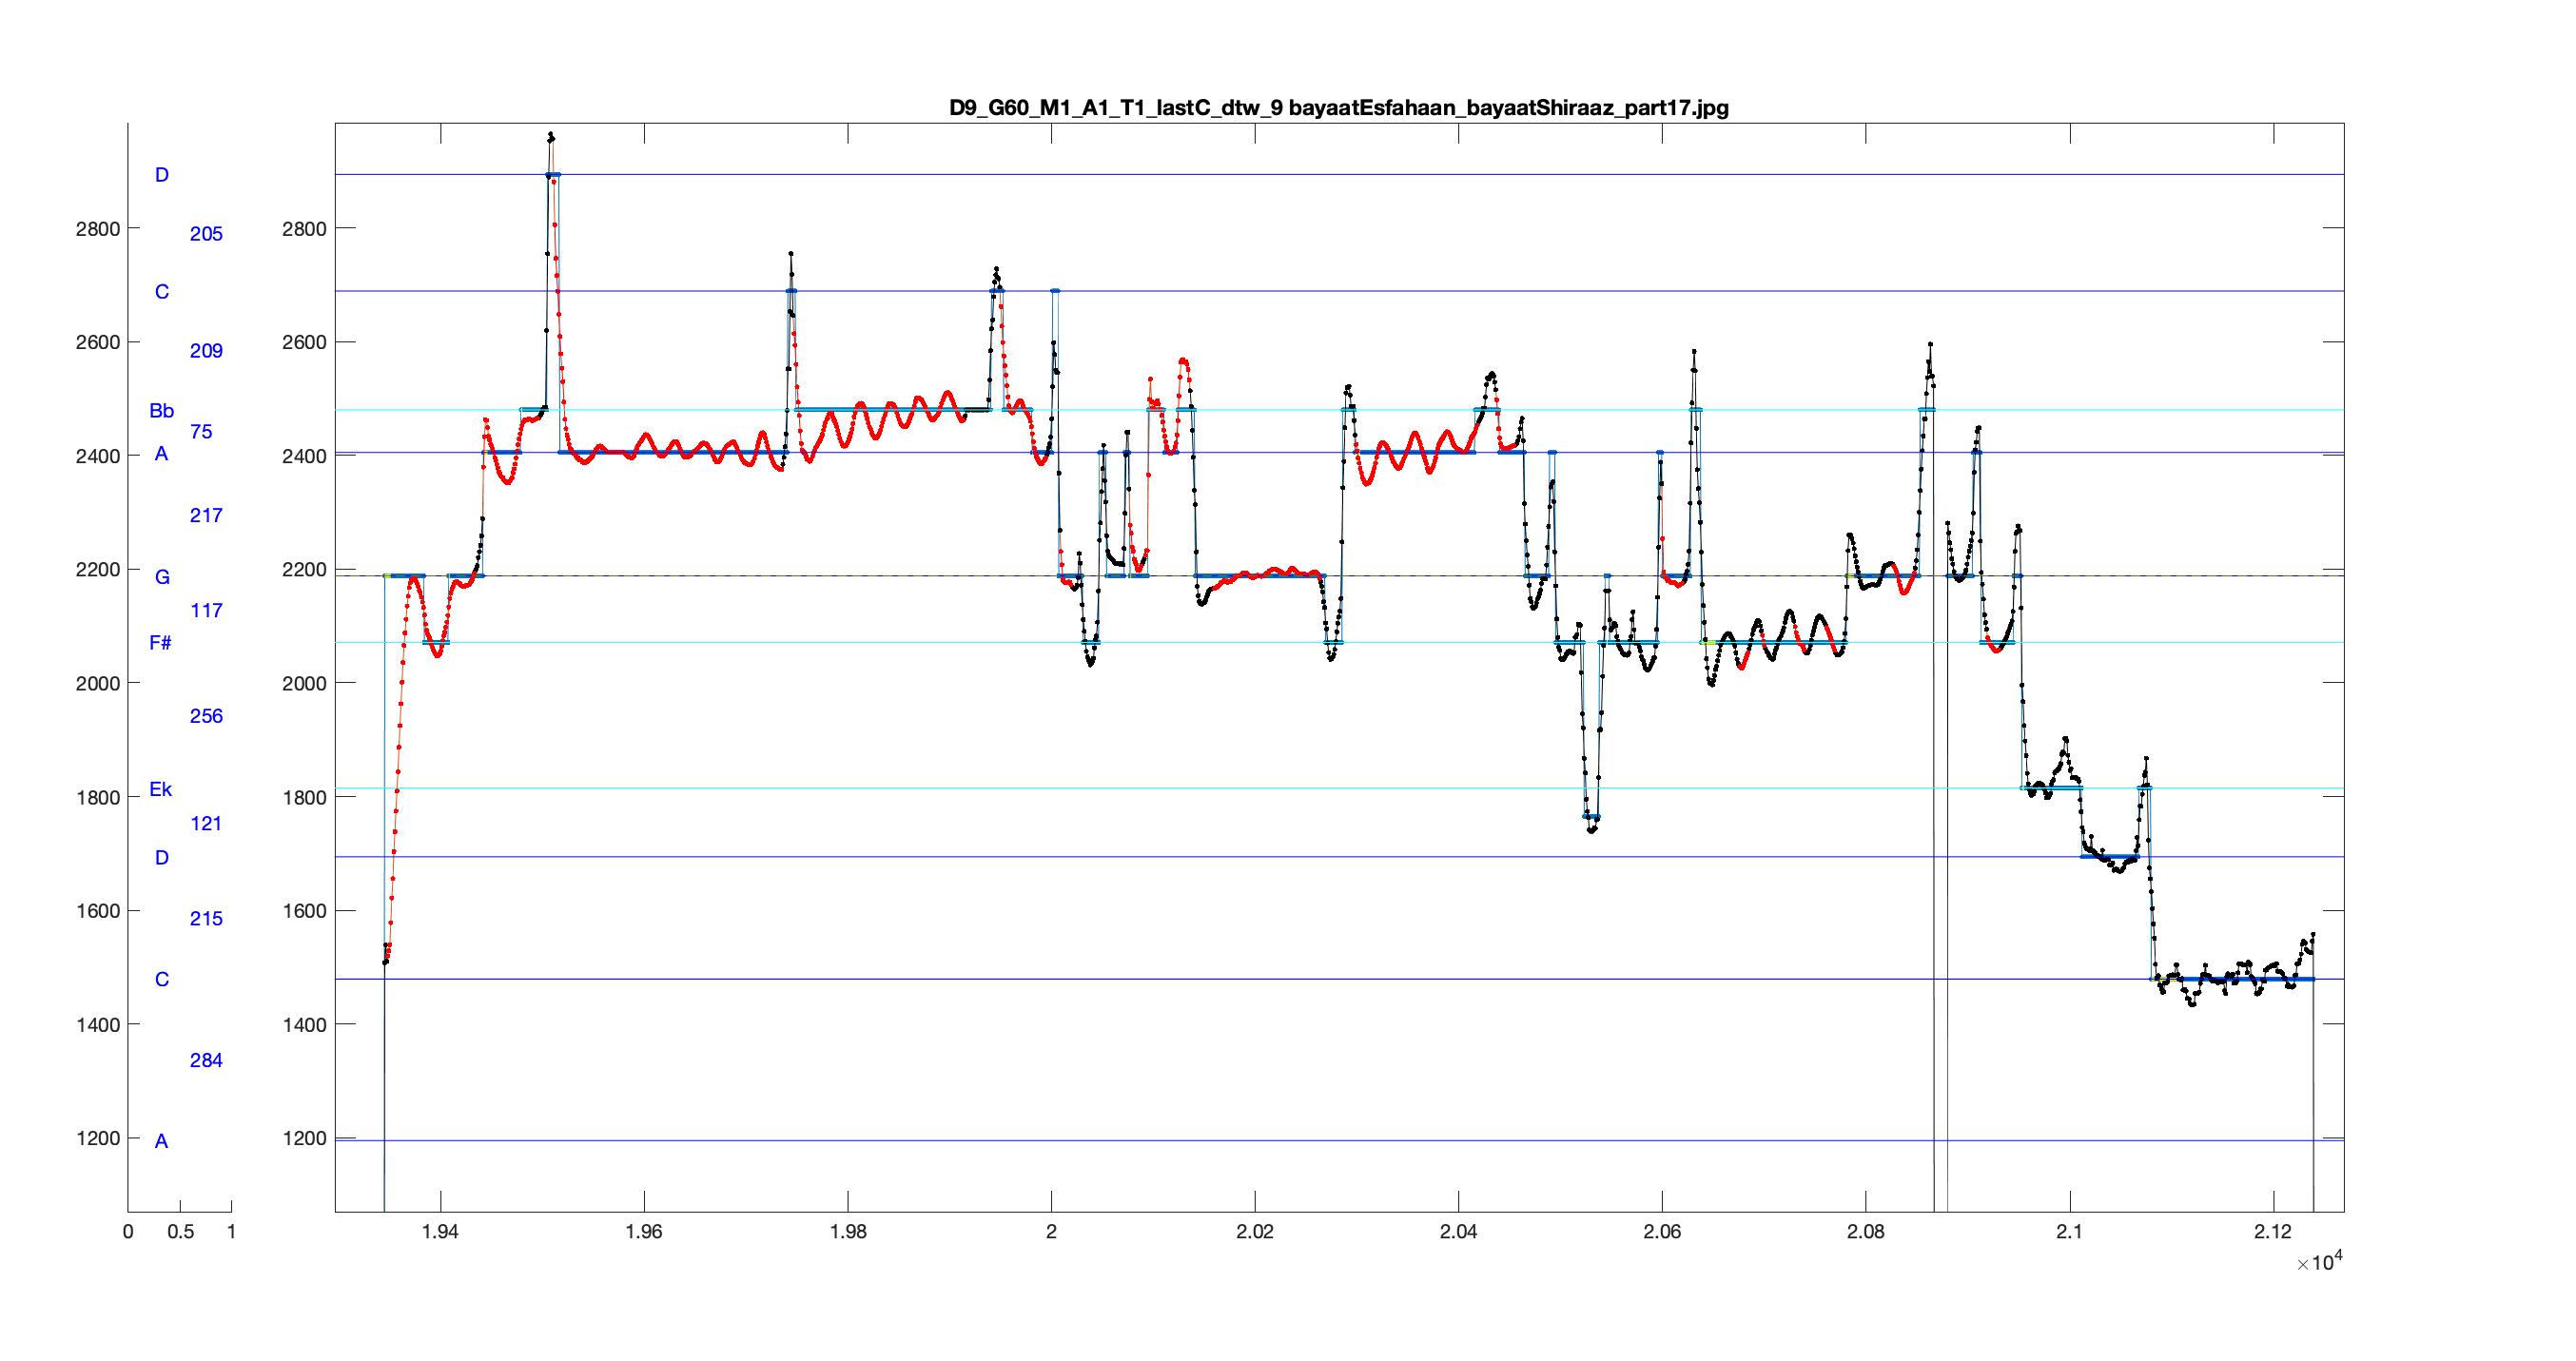 D9_G60_M1_A1_T1_lastC_dtw_9 bayaatEsfahaan_bayaatShiraaz_part17.jpg
D
2800 205 2800
C
2600 209 2600
Bb
75
2400 A 2400
217
2200 G 2200
117
F#
2000 2000
256
1800 Ek 1800
121
D
1600 215 1600
C
1400 1400
284
1200 A 1200
0 0.5 1 1.94 1.96 1.98 2 2.02 2.04 2.06 2.08 2.1 2.12
×10^4